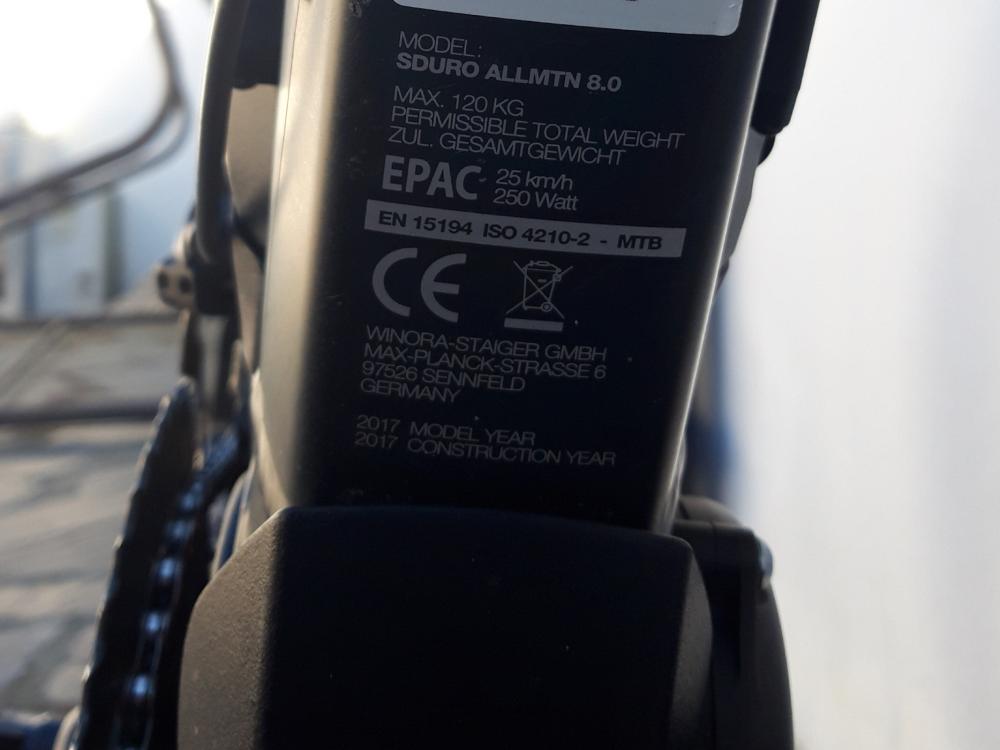 MODEL:
SDURO ALLMTN 8.0
MAX. 120 KG
PERMISSIBLE TOTAL WEIGHT
ZUL. GESAMTGEWICHT
EPAC 25 km/h
250 Watt
EN 15194 ISO 4210-2 - MTB
CE
WINORA-STAIGER GMBH
MAX-PLANCK-STRASSE 6
97526 SENNFELD
GERMANY
2017 MODEL YEAR
2017 CONSTRUCTION YEAR